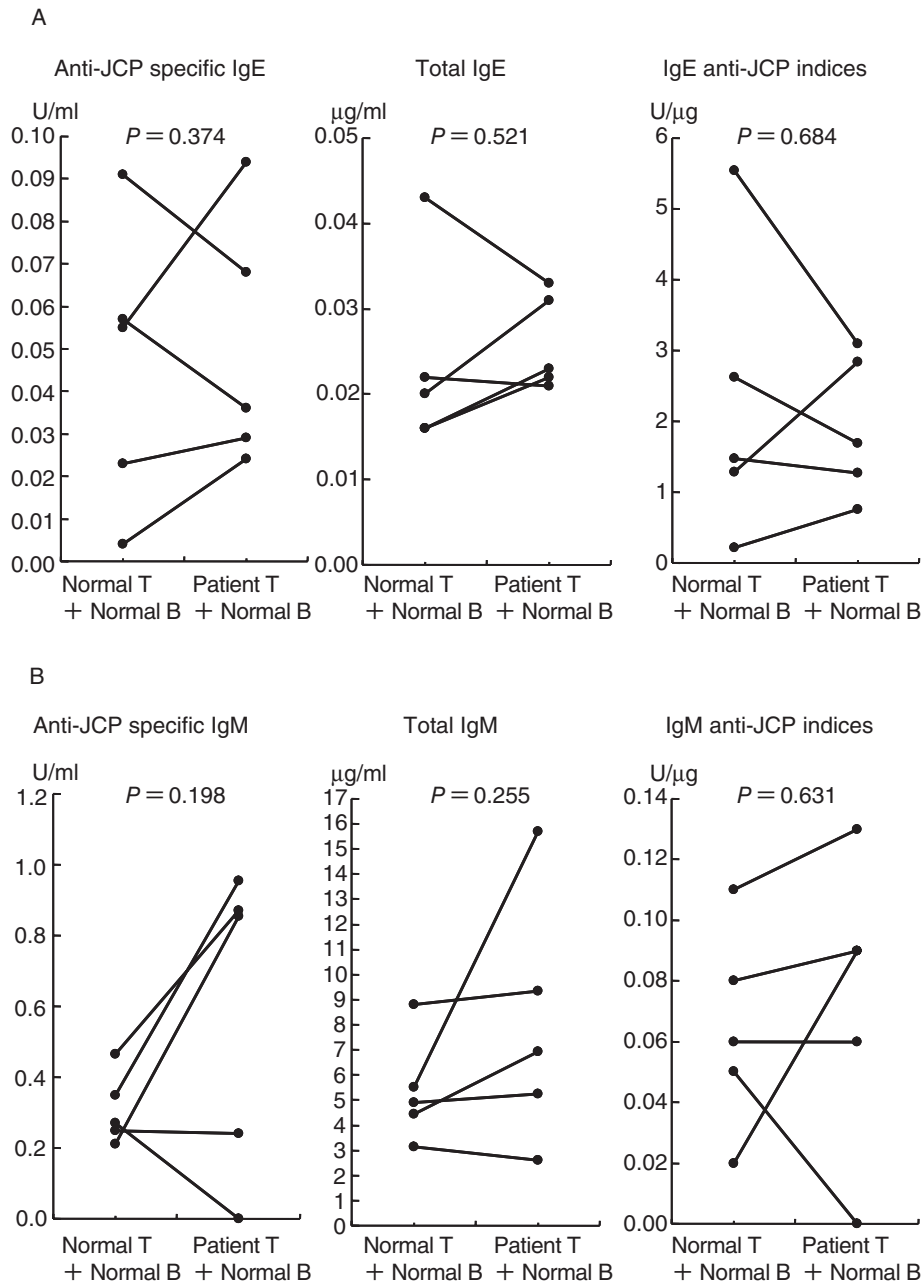 A
Anti-JCP specific IgE
Total IgE
IgE anti-JCP indices
U/ml
P = 0.374
0.10
0.09
0.08
0.07
0.06
0.05
0.04
0.03
0.02
0.01
0.00
Normal T
+ Normal B
Patient T
+ Normal B
μg/ml
P = 0.521
0.05
0.04
0.03
0.02
0.01
0.00
Normal T
+ Normal B
Patient T
+ Normal B
U/μg
P = 0.684
6
5
4
3
2
1
0
Normal T
+ Normal B
Patient T
+ Normal B
B
Anti-JCP specific IgM
Total IgM
IgM anti-JCP indices
U/ml
P = 0.198
1.2
1.0
0.8
0.6
0.4
0.2
0.0
Normal T
+ Normal B
Patient T
+ Normal B
μg/ml
P = 0.255
17
16
15
14
13
12
11
10
9
8
7
6
5
4
3
2
1
0
Normal T
+ Normal B
Patient T
+ Normal B
U/μg
P = 0.631
0.14
0.12
0.10
0.08
0.06
0.04
0.02
0.00
Normal T
+ Normal B
Patient T
+ Normal B